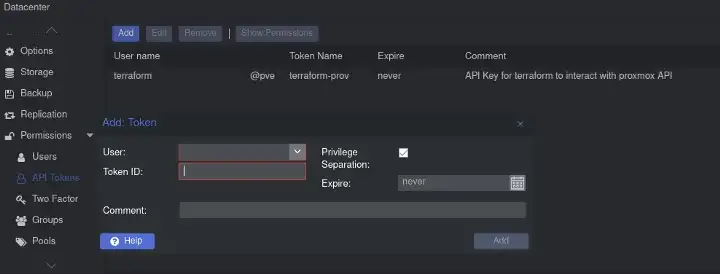 Datacenter
Add Edit Remove Show Permissions
User name Token Name Expire Comment
terraform @pve terraform-prov never API Key for terraform to interact with proxmox API
Options
Storage
Backup
Replication
Permissions
Users
API Tokens
Two Factor
Groups
Pools
Add: Token
User:
Token ID:
Privilege
Separation:
Expire: never
Comment:
Help Add